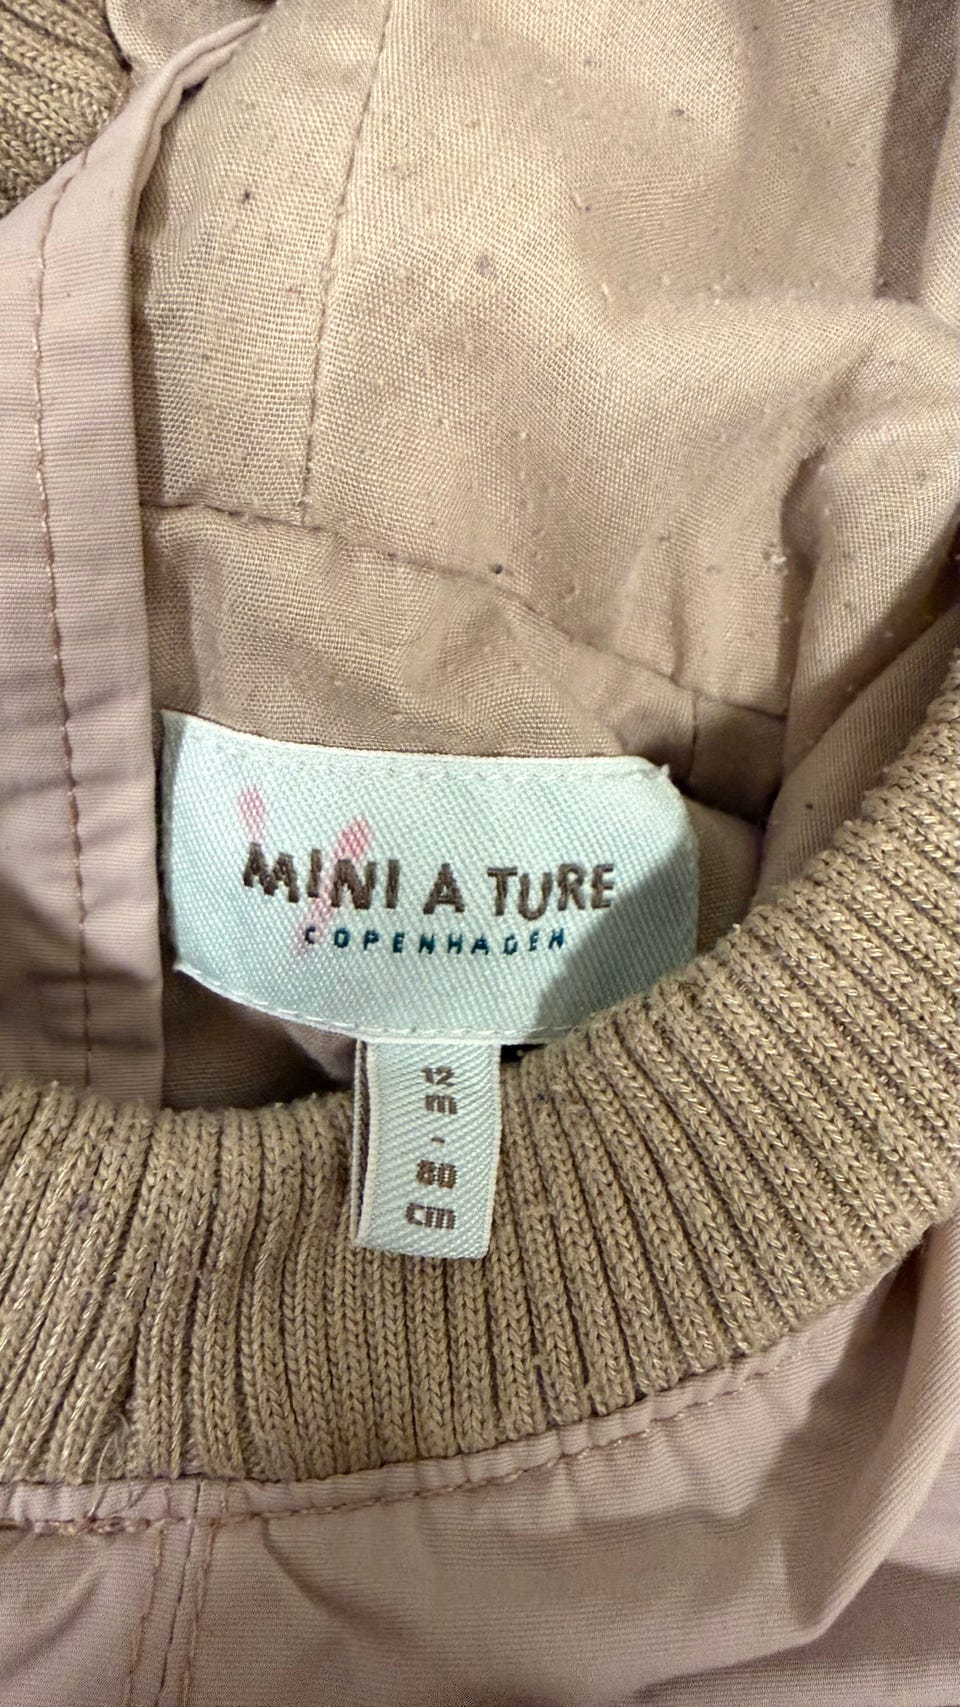 MINI A TURE
COPENHAGEN
12
m
-
80
cm